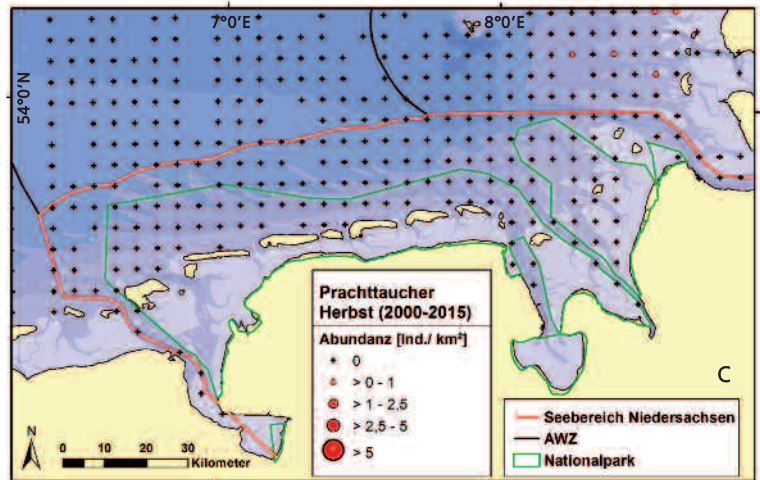 7°0'E
8°0'E
54°0'N
Prachttaucher
Herbst (2000-2015)
Abundanz [Ind./ km²]
0
> 0 - 1
> 1 - 2,5
> 2,5 - 5
> 5
C
Seebereich Niedersachsen
AWZ
Nationalpark
N
0 10 20 30
Kilometer